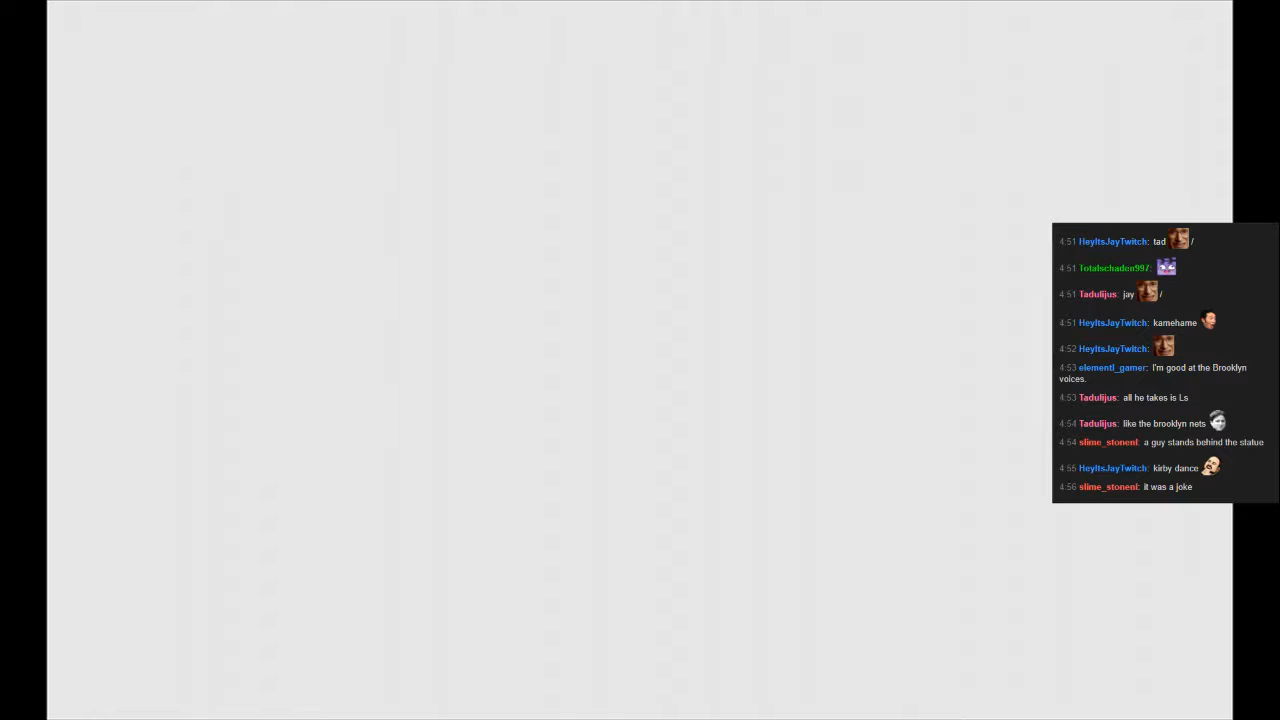 4:51 HeyItsJayTwitch: tad /
4:51 Totalschaden997:
4:51 Tadulijus: jay /
4:51 HeyItsJayTwitch: kamehame
4:52 HeyItsJayTwitch:
4:53 elementl_gamer: I'm good at the Brooklyn
voices.
4:53 Tadulijus: all he takes is Ls
4:54 Tadulijus: like the brooklyn nets
4:54 slime_stonenl: a guy stands behind the statue
4:55 HeyItsJayTwitch: kirby dance
4:56 slime_stonenl: it was a joke